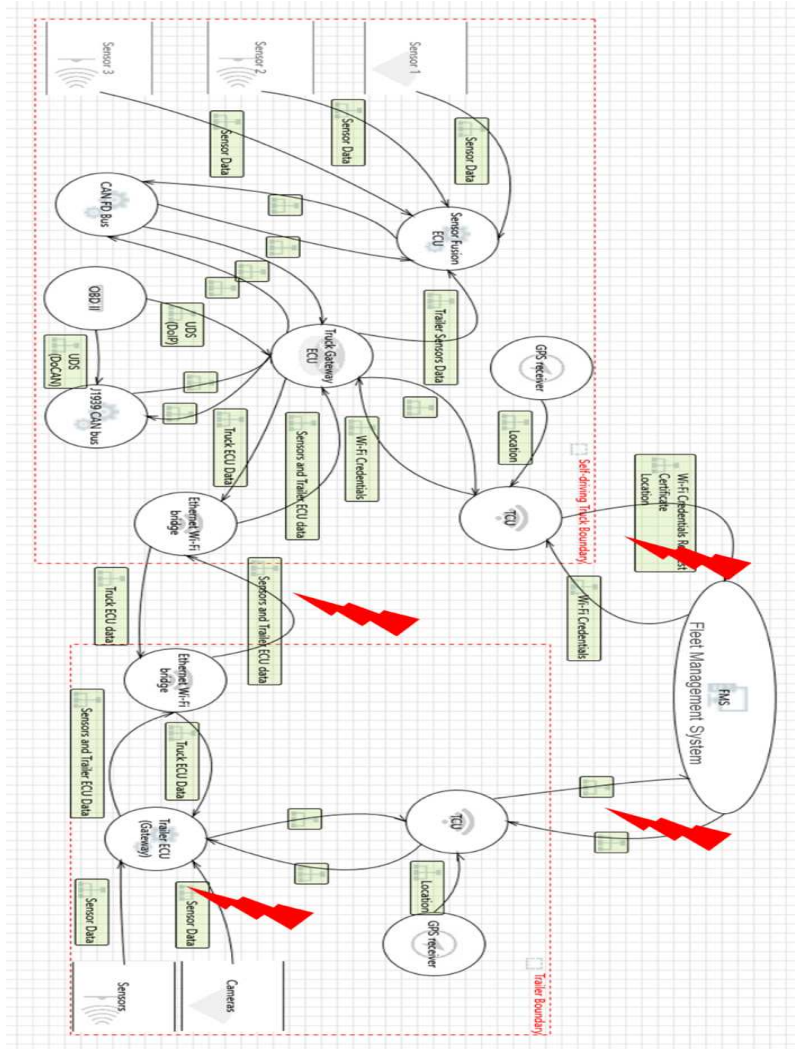 Sensor 3
Sensor 2
Sensor 1
Sensor Data
Sensor Data
Sensor Data
CAN FD Bus
Sensor Fusion
ECU
OBD II
UDS
(DoIP)
UDS
(DoCAN)
J1939 CAN bus
Truck Gateway
ECU
Trailer Sensors Data
GPS receiver
Location
Wi-Fi Credentials
Sensors and Trailer ECU data
Truck ECU Data
Ethernet Wi-Fi
bridge
TCU
Self-driving Truck Boundary
Wi-Fi Credentials
Certificate
Location
Wi-Fi Credentials
FMS
Fleet Management System
Sensors and Trailer ECU data
Truck ECU data
Ethernet Wi-Fi
bridge
Truck ECU Data
Sensors and Trailer ECU Data
Trailer ECU
(Gateway)
TCU
Location
GPS receiver
Sensor Data
Sensor Data
Sensors
Cameras
Trailer Boundary